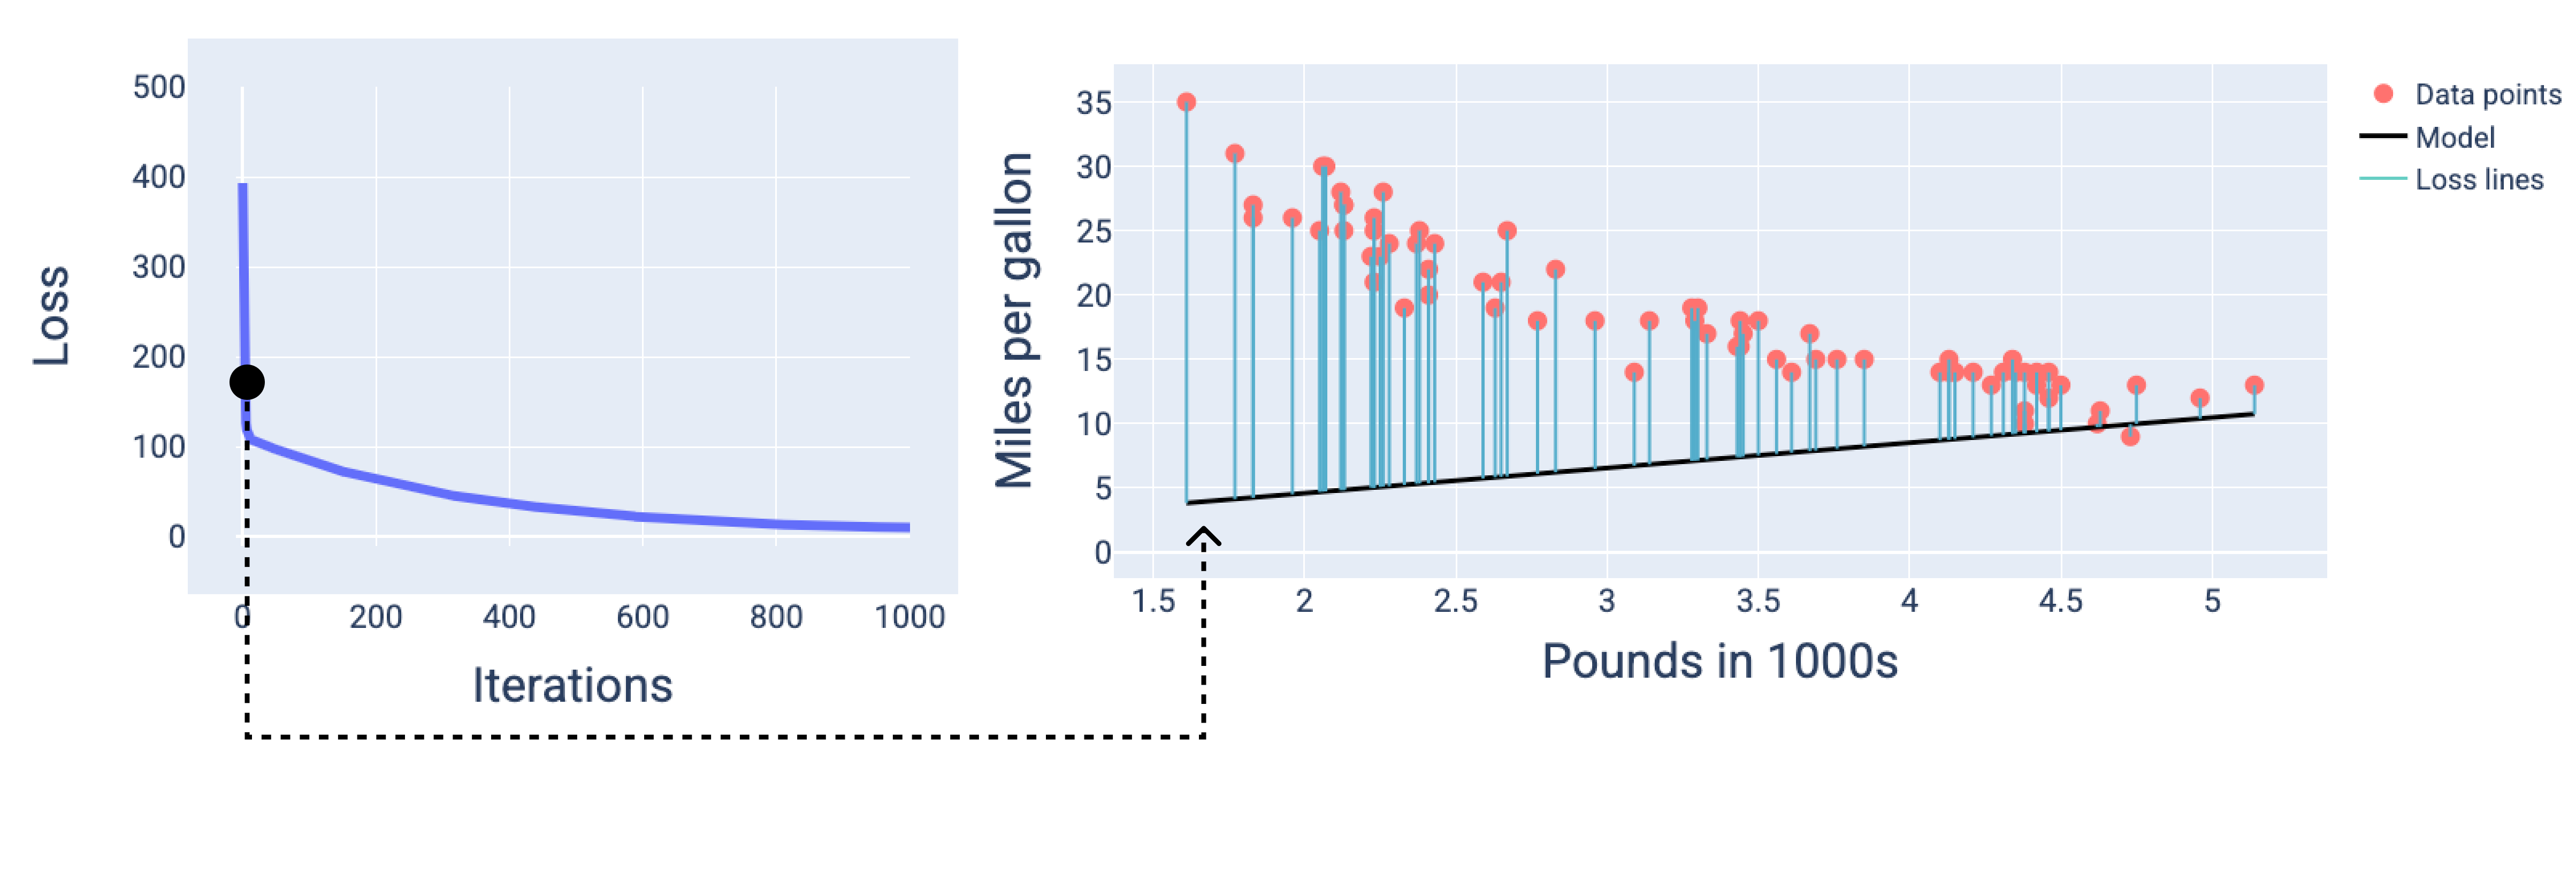 500
400
300
200
100
0
Loss
0 200 400 600 800 1000
Iterations
35
30
25
20
15
10
5
0
Miles per gallon
1.5 2 2.5 3 3.5 4 4.5 5
Pounds in 1000s
Data points
Model
Loss lines